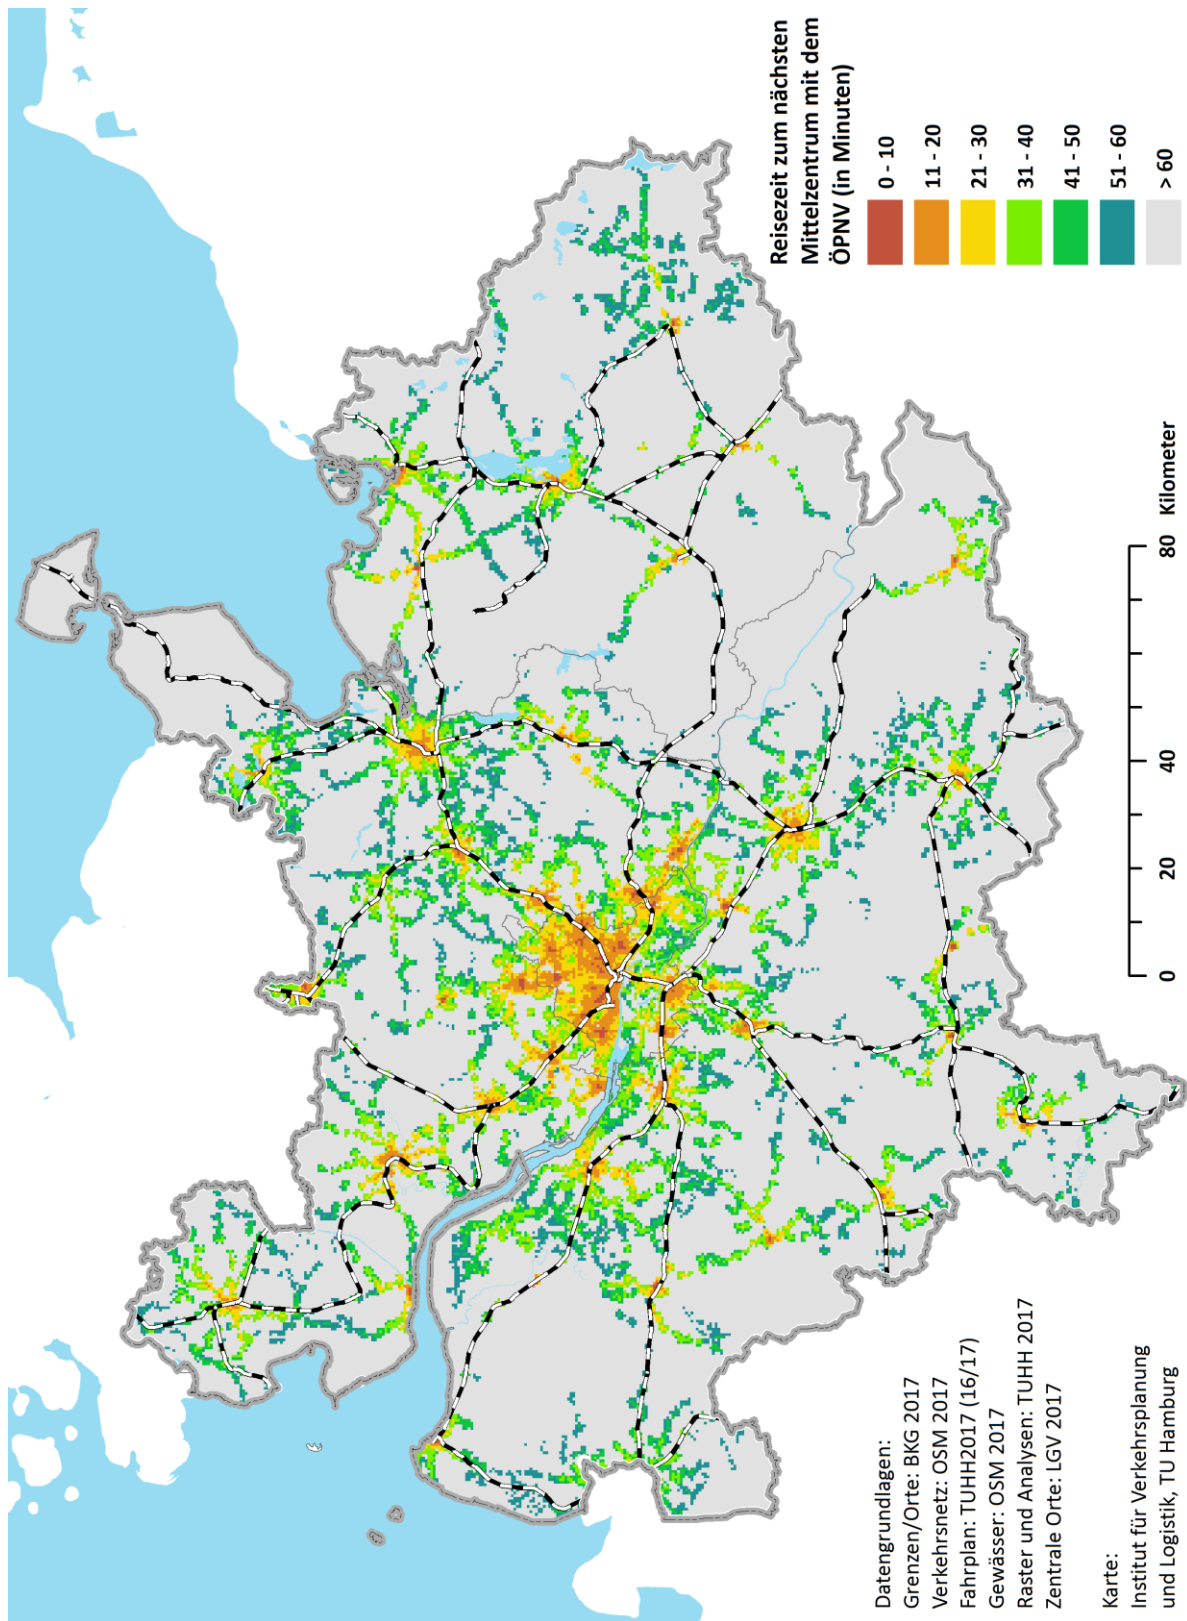 Reisezeit zum nächsten
Mittelzentrum mit dem
ÖPNV (in Minuten)
0 - 10
11 - 20
21 - 30
31 - 40
41 - 50
51 - 60
> 60
0
20
40
80
Kilometer
Datengrundlagen:
Grenzen/Orte: BKG 2017
Verkehrsnetz: OSM 2017
Fahrplan: TUHH2017 (16/17)
Gewässer: OSM 2017
Raster und Analysen: TUHH 2017
Zentrale Orte: LGV 2017
Karte:
Institut für Verkehrsplanung
und Logistik, TU Hamburg